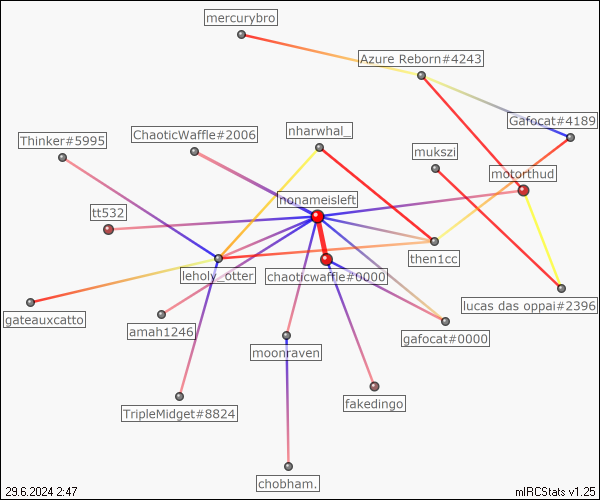 mercurybro
Azure Reborn#4243
Gafocat#4189
Thinker#5995
ChaoticWaffle#2006
nharwhal_
mukszi
motorthud
nonameisleft
tt532
then1cc
leholy_otter
chaoticwaffle#0000
lucas das oppai#2396
gateauxcatto
amah1246
gafocat#0000
moonraven
fakedingo
TripleMidget#8824
chobham.
29.6.2024 2:47
mIRCStats v1.25